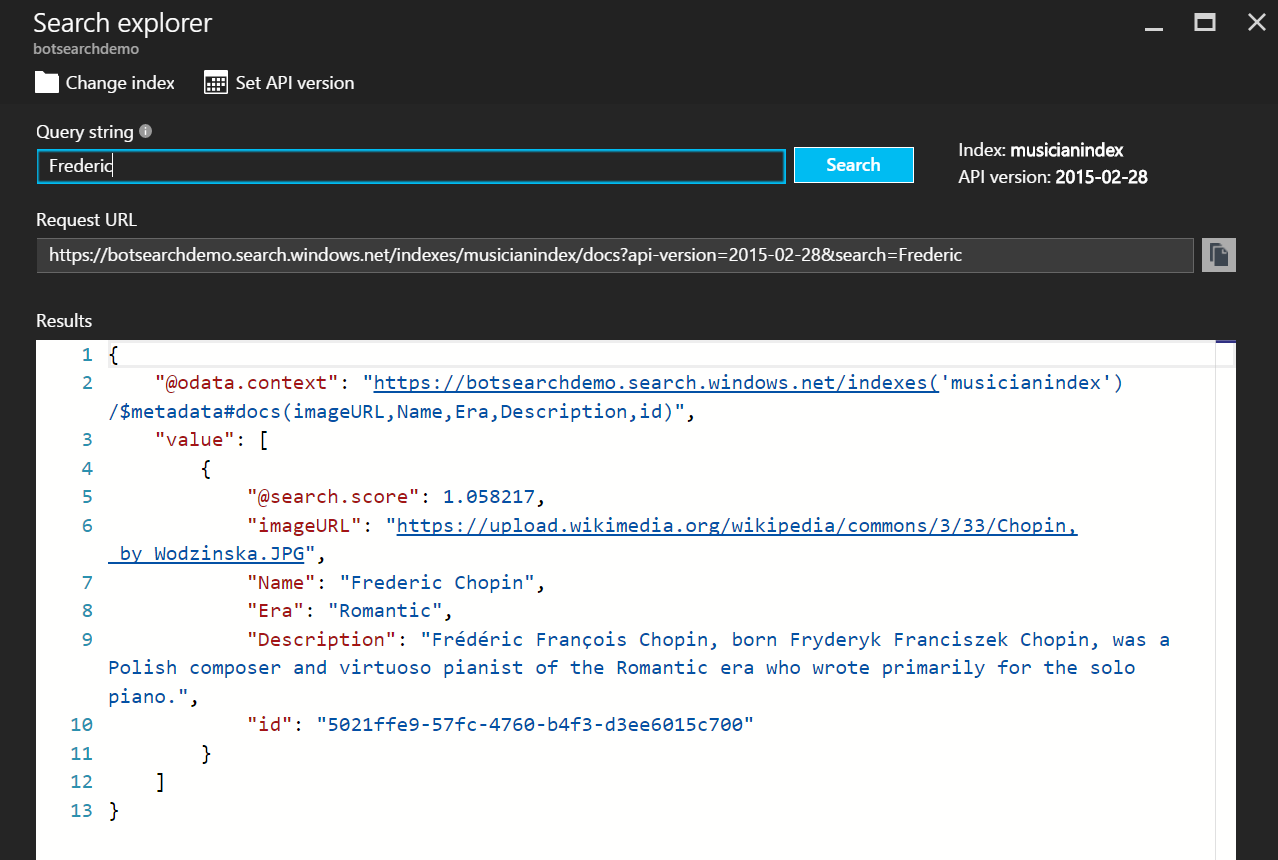 Search explorer
botsearchdemo
Change index Set API version
Query string
Frederic Search
Index: musicianindex
API version: 2015-02-28
Request URL
https://botsearchdemo.search.windows.net/indexes/musicianindex/docs?api-version=2015-02-28&search=Frederic
Results
1 {
2 "@odata.context": "https://botsearchdemo.search.windows.net/indexes('musicianindex')
/$metadata#docs(imageURL,Name,Era,Description,id)",
3 "value": [
4 {
5 "@search.score": 1.058217,
6 "imageURL": "https://upload.wikimedia.org/wikipedia/commons/3/33/Chopin,
_by_Wodzinska.JPG",
7 "Name": "Frederic Chopin",
8 "Era": "Romantic",
9 "Description": "Frédéric François Chopin, born Fryderyk Franciszek Chopin, was a
Polish composer and virtuoso pianist of the Romantic era who wrote primarily for the solo
piano.",
10 "id": "5021ffe9-57fc-4760-b4f3-d3ee6015c700"
11 }
12 ]
13 }